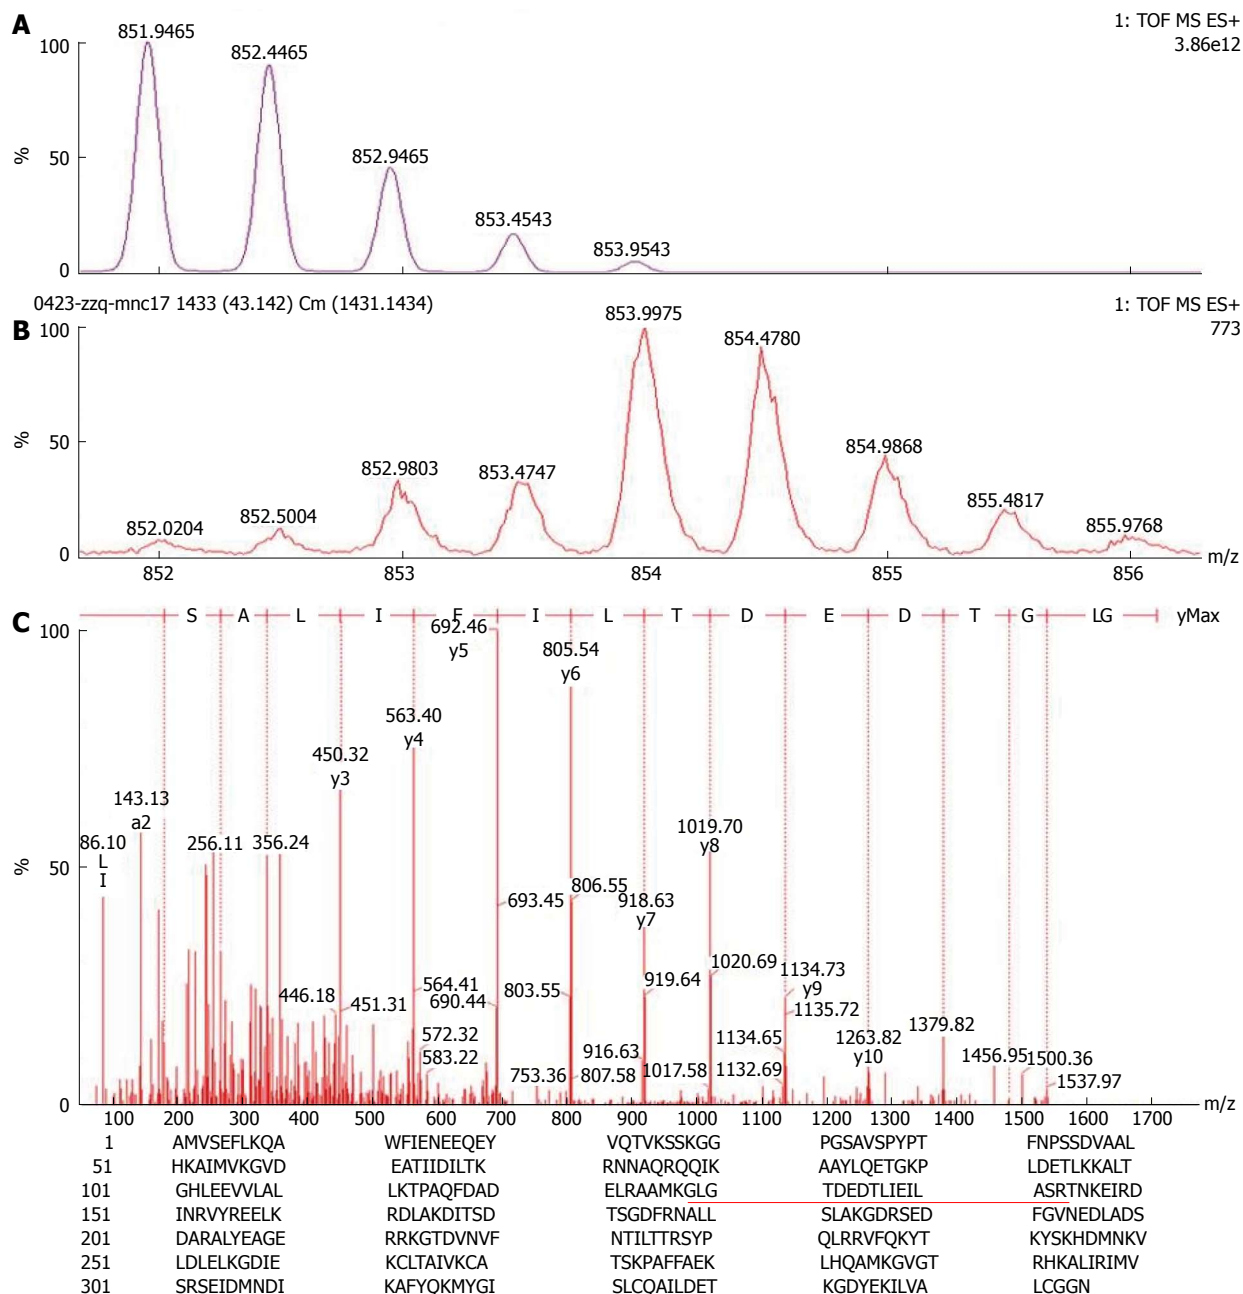 A
851.9465
852.4465
852.9465
853.4543
853.9543
1: TOF MS ES+
3.86e12
100
%
50
0
0423-zzq-mnc17 1433 (43.142) Cm (1431.1434)
B
1: TOF MS ES+
773
100
%
50
0
852.0204
852.5004
852.9803
853.4747
853.9975
854.4780
854.9868
855.4817
855.9768
852 853 854 855 856 m/z
C
S A L I E I L T D E D T G LG yMax
100
%
50
0
86.10
L
I
143.13
a2
256.11
356.24
446.18
450.32
y3
451.31
563.40
y4
564.41
572.32
583.22
690.44
692.46
y5
693.45
753.36
803.55
805.54
y6
806.55
807.58
916.63
918.63
y7
919.64
1017.58
1019.70
y8
1020.69
1132.69
1134.65
1134.73
y9
1135.72
1263.82
y10
1379.82
1456.95
1500.36
1537.97
100 200 300 400 500 600 700 800 900 1000 1100 1200 1300 1400 1500 1600 1700 m/z
1 AMVSEFLKQA WFIENEEQEY VQTVKSSKGG PGSAVSPYPT FNPSSDVAAL
51 HKAIMVKGVD EATIIDILTK RNNAQRQQIK AAYLQETGKP LDETLKKALT
101 GHLEEVVLAL LKTPAQFDAD ELRAAMKGLG TDEDTLIEIL ASRTNKEIRD
151 INRVYREELK RDLAKDITSD TSGDFRNALL SLAKGDRSED FGVNEDLADS
201 DARALYEAGE RRKGTDVNVF NTILTTRSYP QLRRVFQKYT KYSKHDMNKV
251 LDLELKGDIE KCLTAIVKCA TSKPAFFAEK LHQAMKGVGT RHKALIRIMV
301 SRSEIDMNDI KAFYQKMYGI SLCQAILDET KGDYEKILVA LCGGN